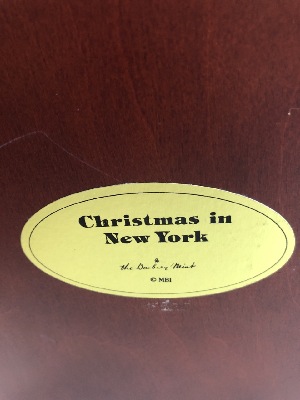 Christmas in
New York
the Danbury Mint
© MBI